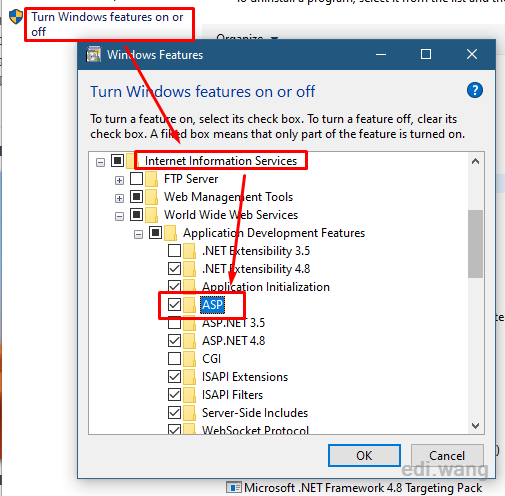 To uninstall a program, select it from the list and the
Turn Windows features on or
off
Organize
Windows Features
Turn Windows features on or off
To turn a feature on, select its check box. To turn a feature off, clear its
check box. A filled box means that only part of the feature is turned on.
Internet Information Services
FTP Server
Web Management Tools
World Wide Web Services
Application Development Features
.NET Extensibility 3.5
.NET Extensibility 4.8
Application Initialization
ASP
ASP.NET 3.5
ASP.NET 4.8
CGI
ISAPI Extensions
ISAPI Filters
Server-Side Includes
WebSocket Protocol
OK
Cancel
edi.wang
Microsoft .NET Framework 4.8 Targeting Pack